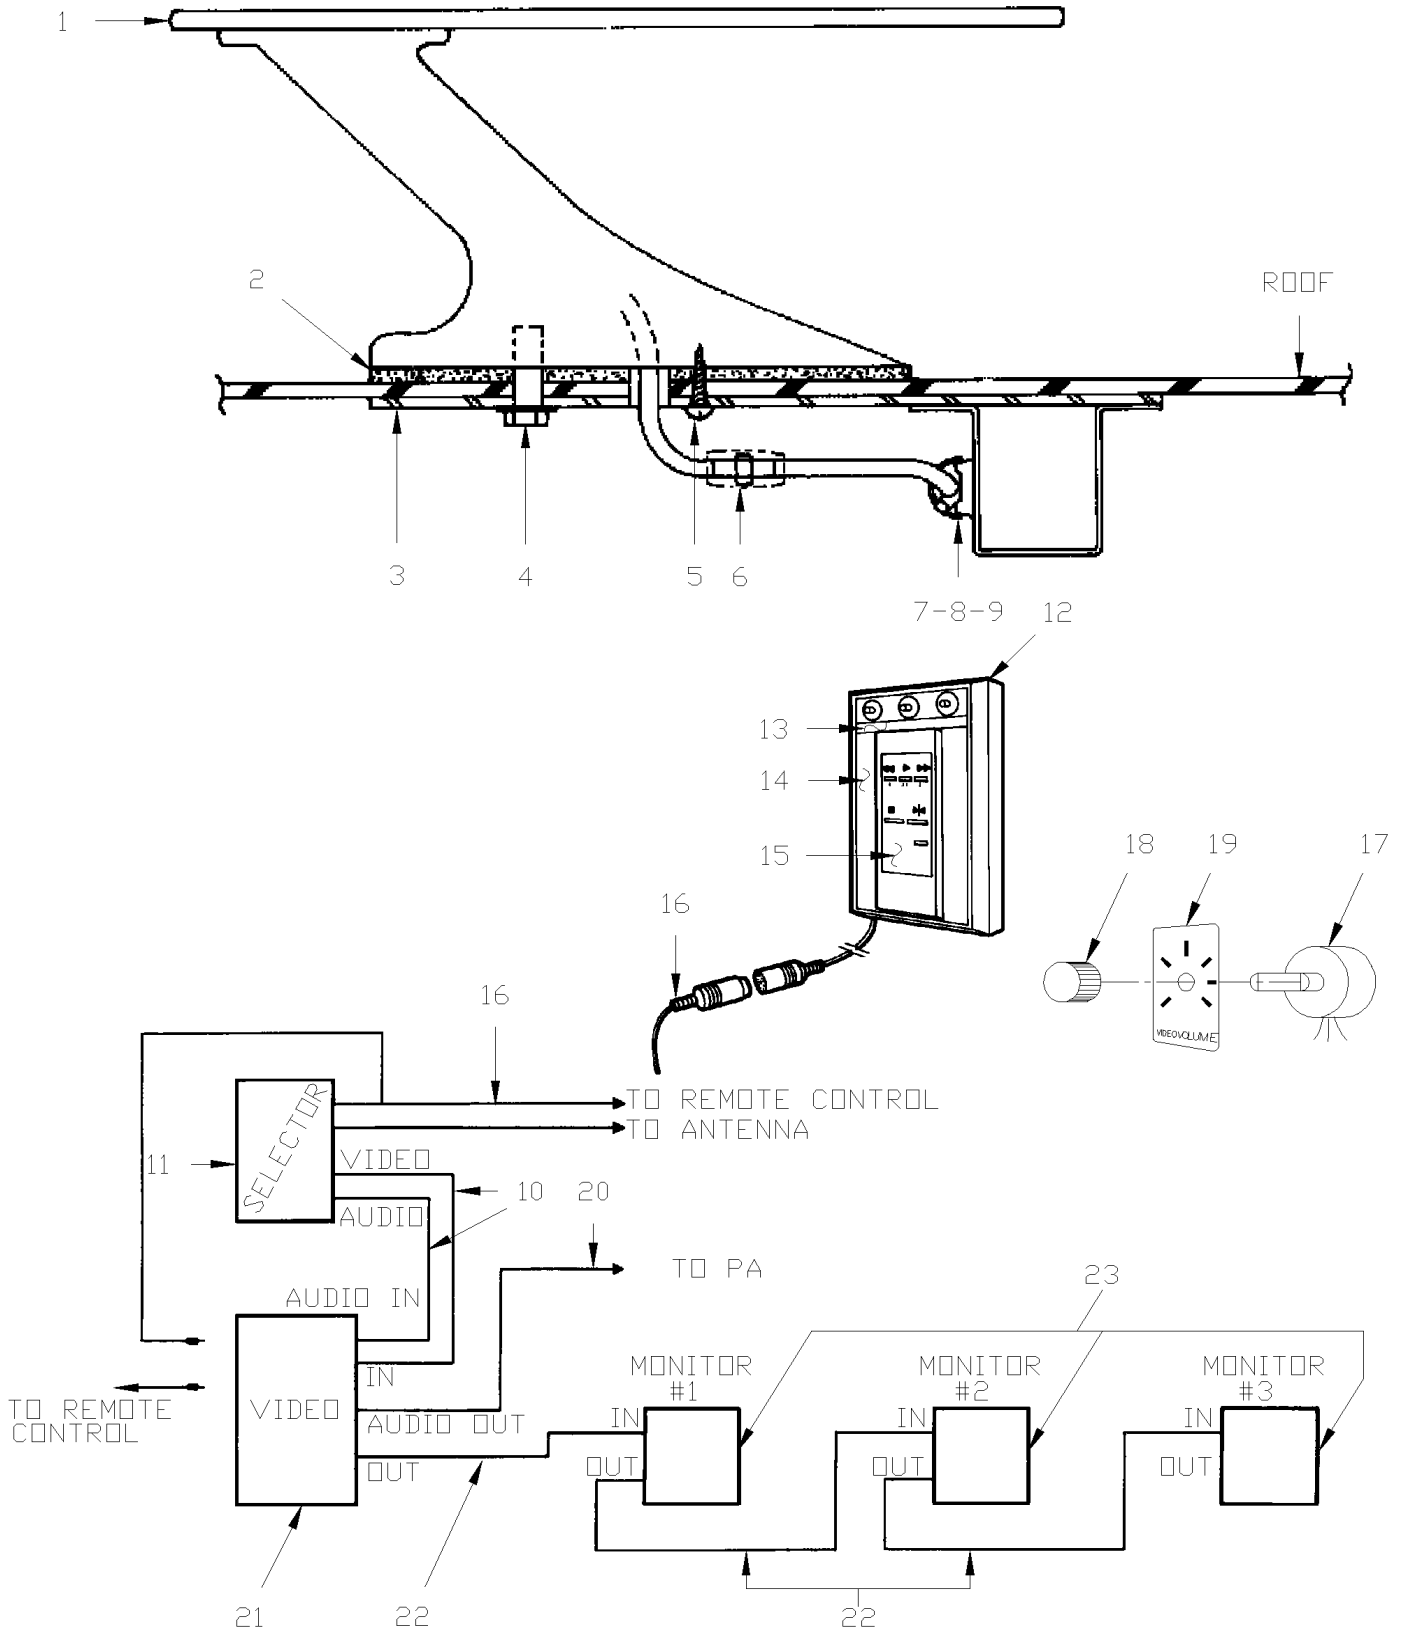 1
2
ROOF
3
4
5
6
7-8-9
12
13
14
15
16
18
19
17
VIDEO VOLUME
16
TO REMOTE CONTROL
TO ANTENNA
SELECTOR
11
VIDEO
10
20
AUDIO
TO PA
AUDIO IN
23
IN
VIDEO
TO REMOTE
CONTROL
AUDIO OUT
OUT
MONITOR
#1
IN
OUT
MONITOR
#2
IN
OUT
MONITOR
#3
IN
OUT
21
22
22